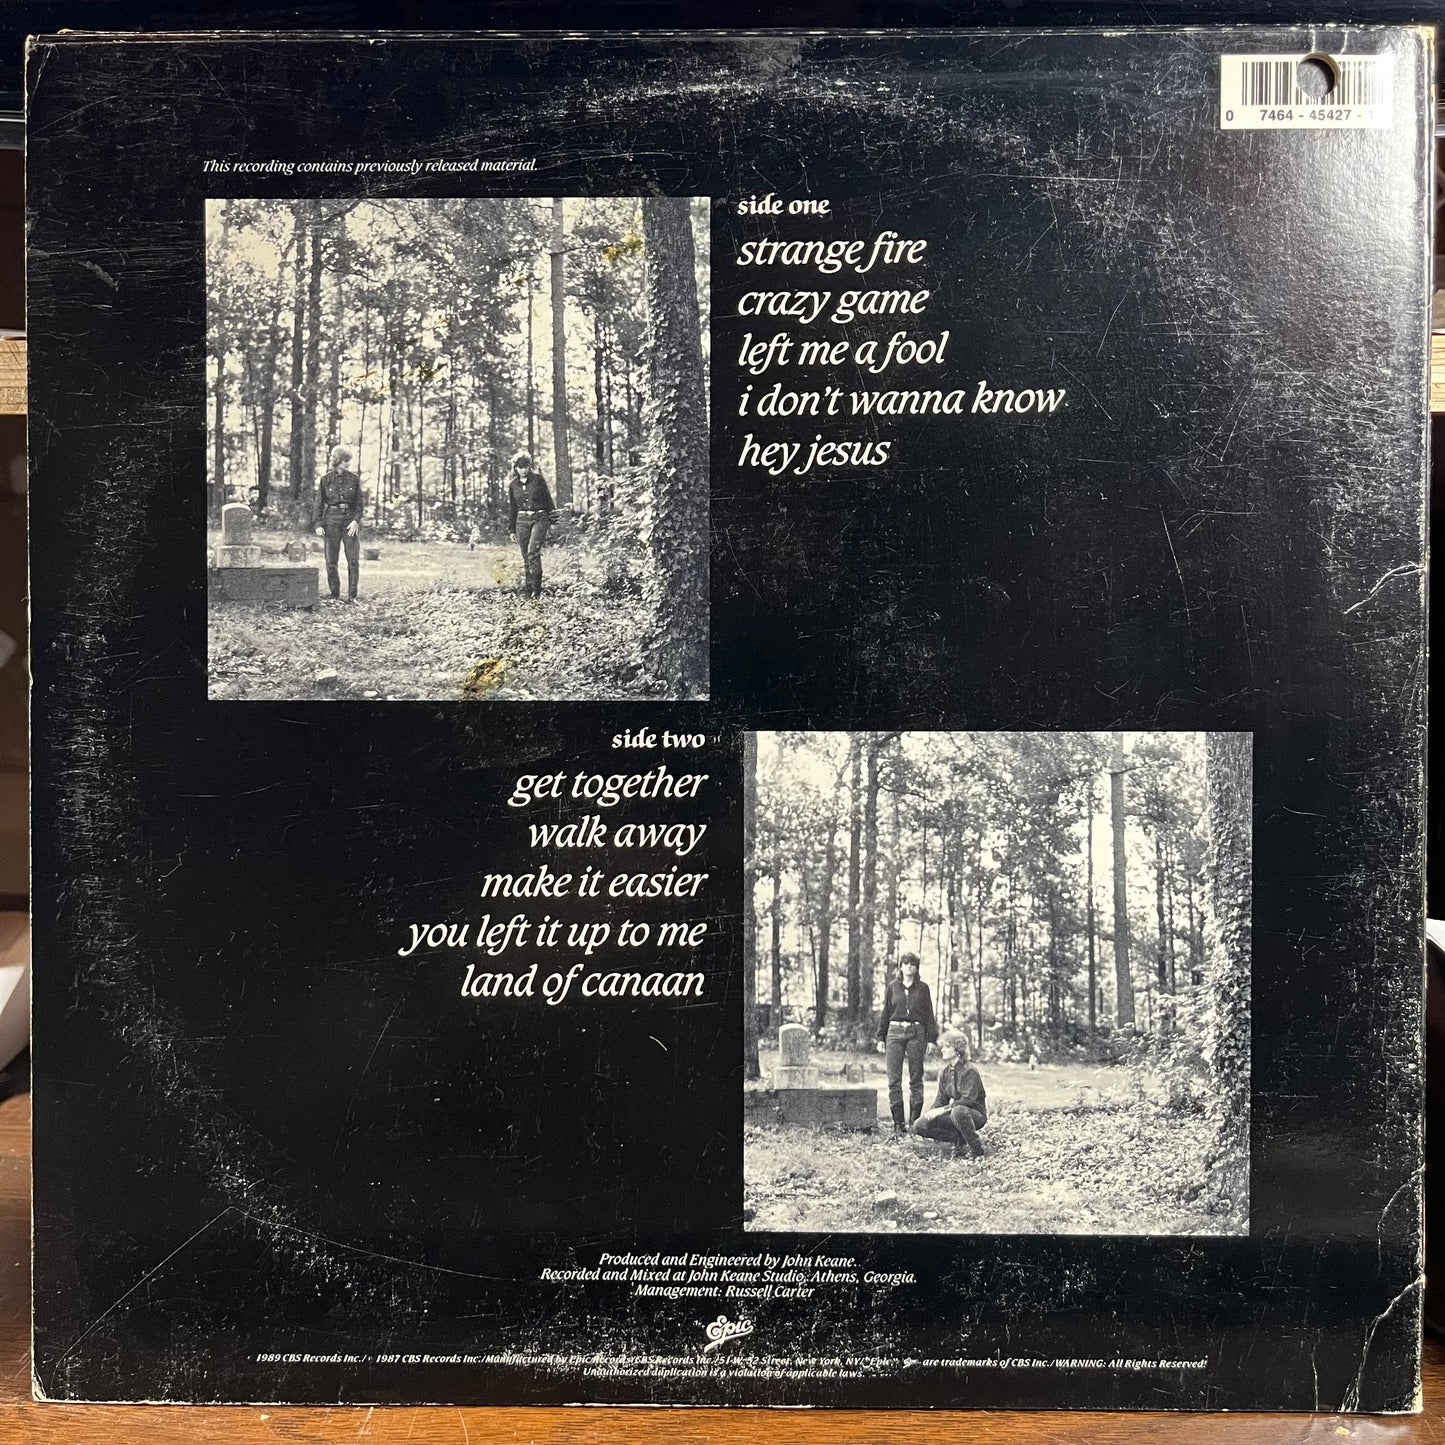 0 7464 - 45427 - 1
This recording contains previously released material.
side one
strange fire
crazy game
left me a fool
i don't wanna know
hey jesus
side two
get together
walk away
make it easier
you left it up to me
land of canaan
Produced and Engineered by John Keane.
Recorded and Mixed at John Keane Studio, Athens, Georgia.
Management: Russell Carter
Epic
1989 CBS Records Inc./ 1987 CBS Records Inc./Manufactured by Epic Records/CBS Records Inc./51 W. 52 Street, New York, NY/"Epic," are trademarks of CBS Inc./WARNING: All Rights Reserved!
Unauthorized duplication is a violation of applicable laws.